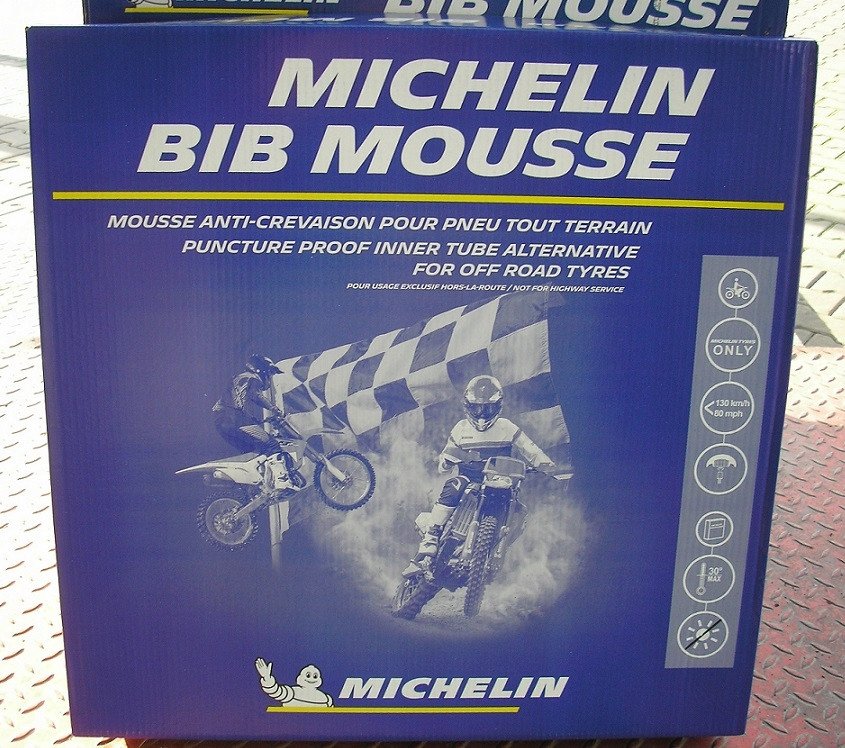 MICHELIN
BIB MOUSSE
MICHELIN
BIB MOUSSE
MOUSSE ANTI-CREVAISON POUR PNEU TOUT TERRAIN
PUNCTURE PROOF INNER TUBE ALTERNATIVE
FOR OFF ROAD TYRES
POUR USAGE EXCLUSIF HORS-LA-ROUTE / NOT FOR HIGHWAY SERVICE
MICHELIN TYRES
ONLY
<130 km/h
80 mph
30°
MAX
MICHELIN